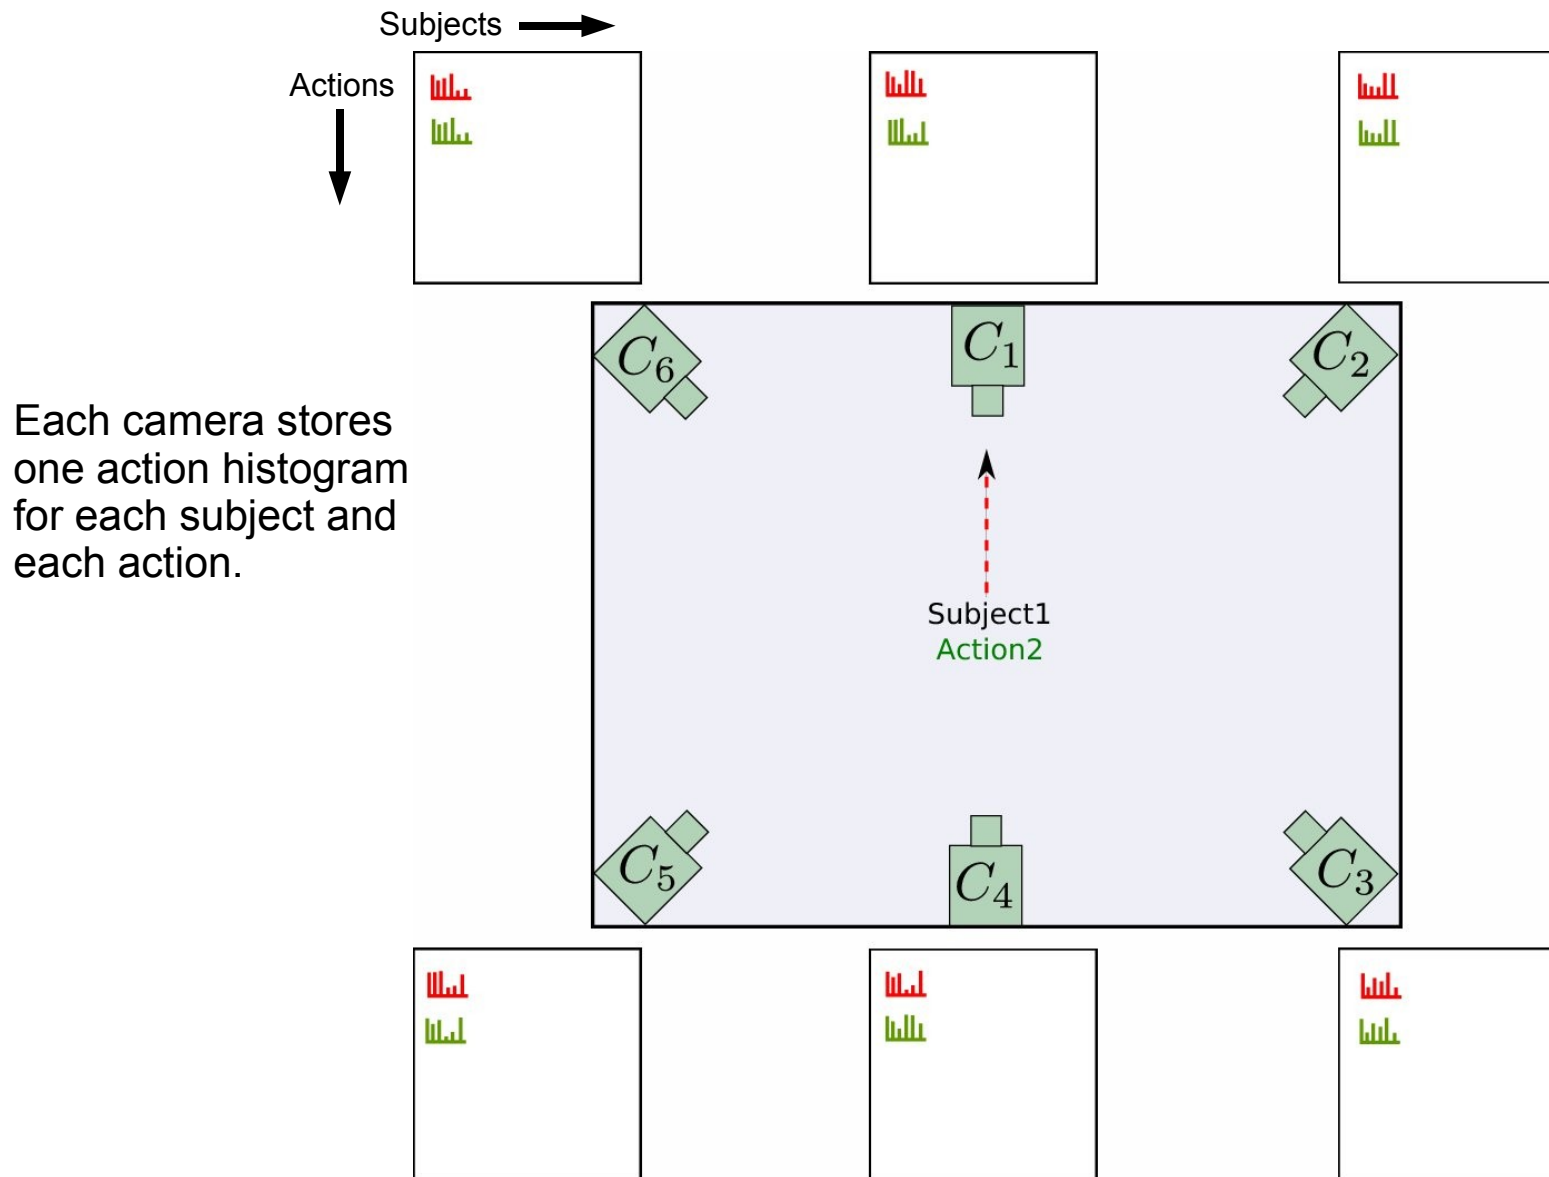 Subjects
Actions
C6
C1
C2
Each camera stores
one action histogram
for each subject and
each action.
Subject1
Action2
C5
C4
C3